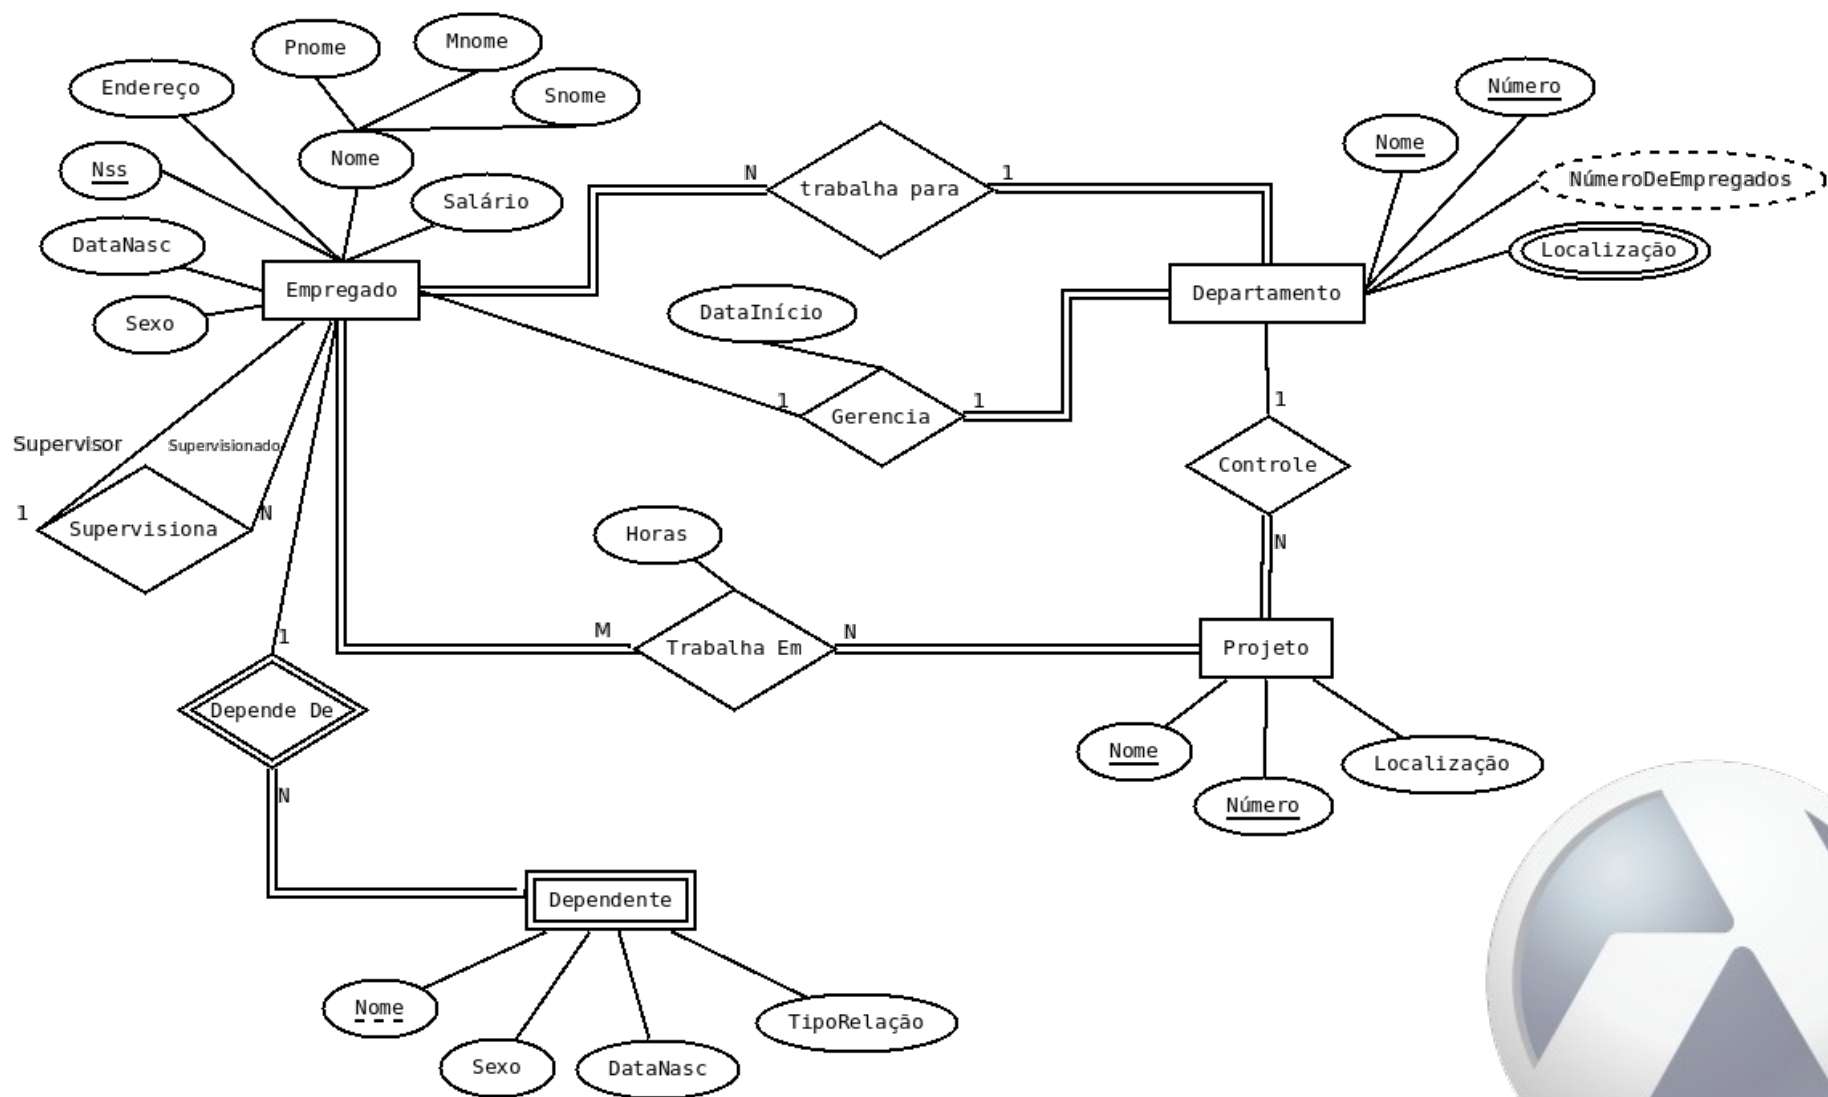 Pnome
Mnome
Endereço
Snome
Nome
Nss
Salário
DataNasc
Empregado
Sexo
N
trabalha para
1
Número
Nome
NúmeroDeEmpregados
Localização
Departamento
DataInício
1
Gerencia
1
1
Controle
N
Supervisor
Supervisionado
1
Supervisiona
N
Horas
M
Trabalha Em
N
Projeto
Nome
Número
Localização
1
Depende De
N
Dependente
Nome
Sexo
DataNasc
TipoRelação